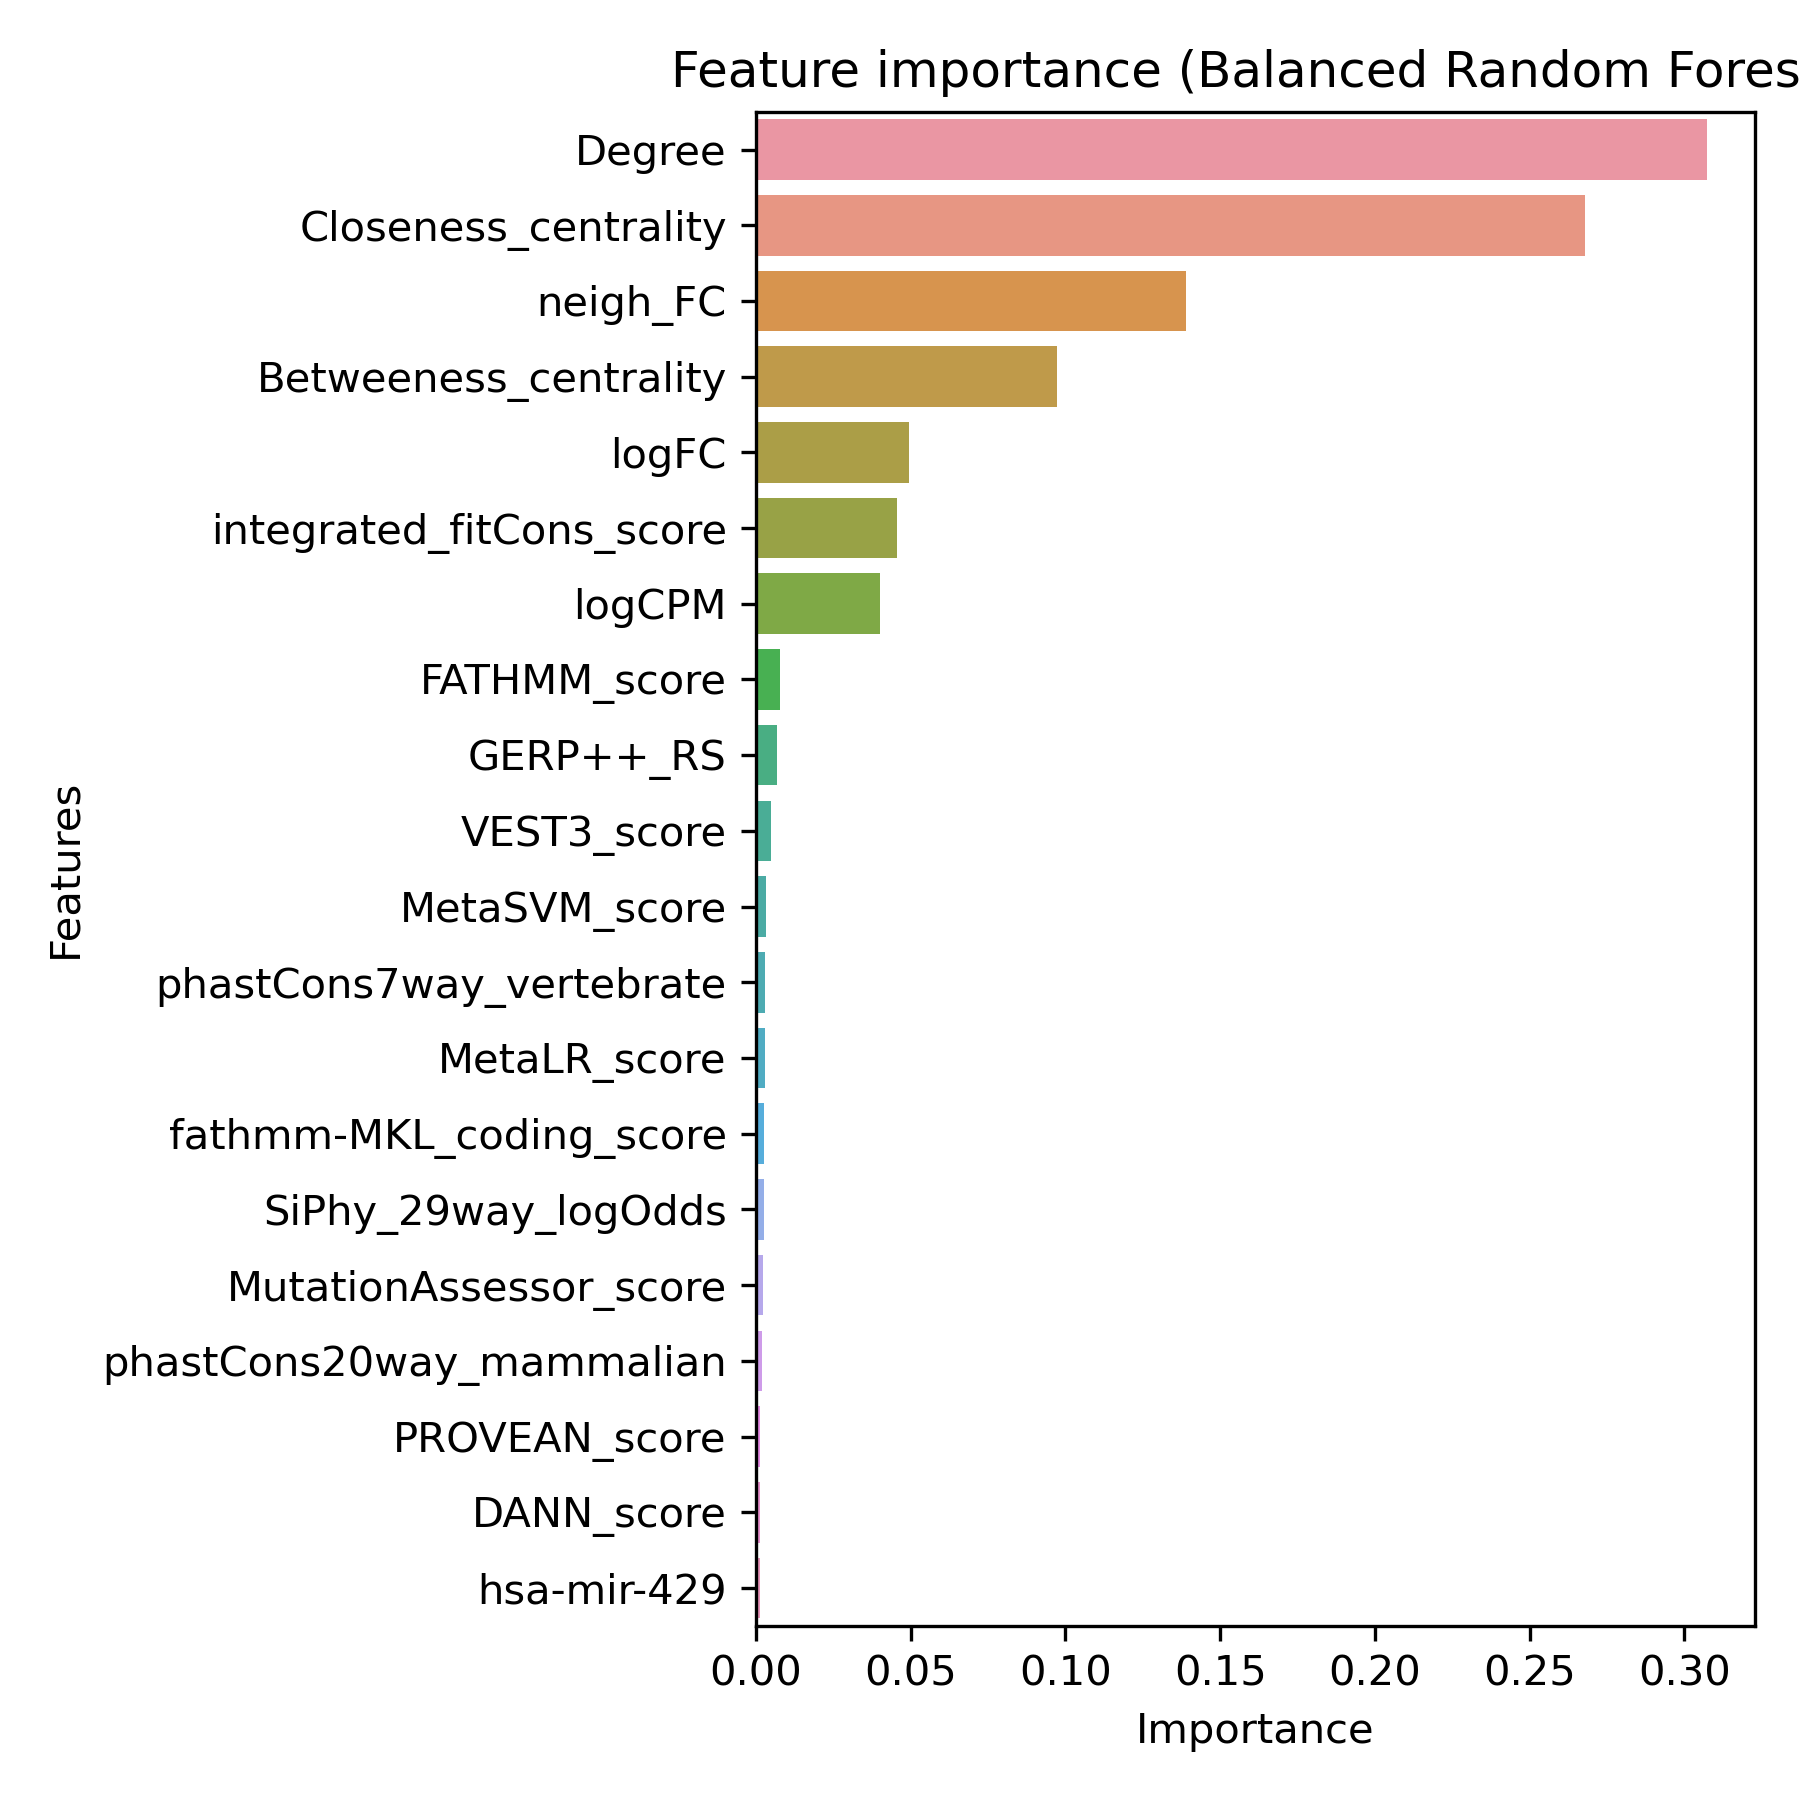 Feature importance (Balanced Random Fores
Degree
Closeness_centrality
neigh_FC
Betweeness_centrality
logFC
integrated_fitCons_score
logCPM
FATHMM_score
GERP++_RS
VEST3_score
MetaSVM_score
phastCons7way_vertebrate
MetaLR_score
fathmm-MKL_coding_score
SiPhy_29way_logOdds
MutationAssessor_score
phastCons20way_mammalian
PROVEAN_score
DANN_score
hsa-mir-429
Features
0.00 0.05 0.10 0.15 0.20 0.25 0.30
Importance